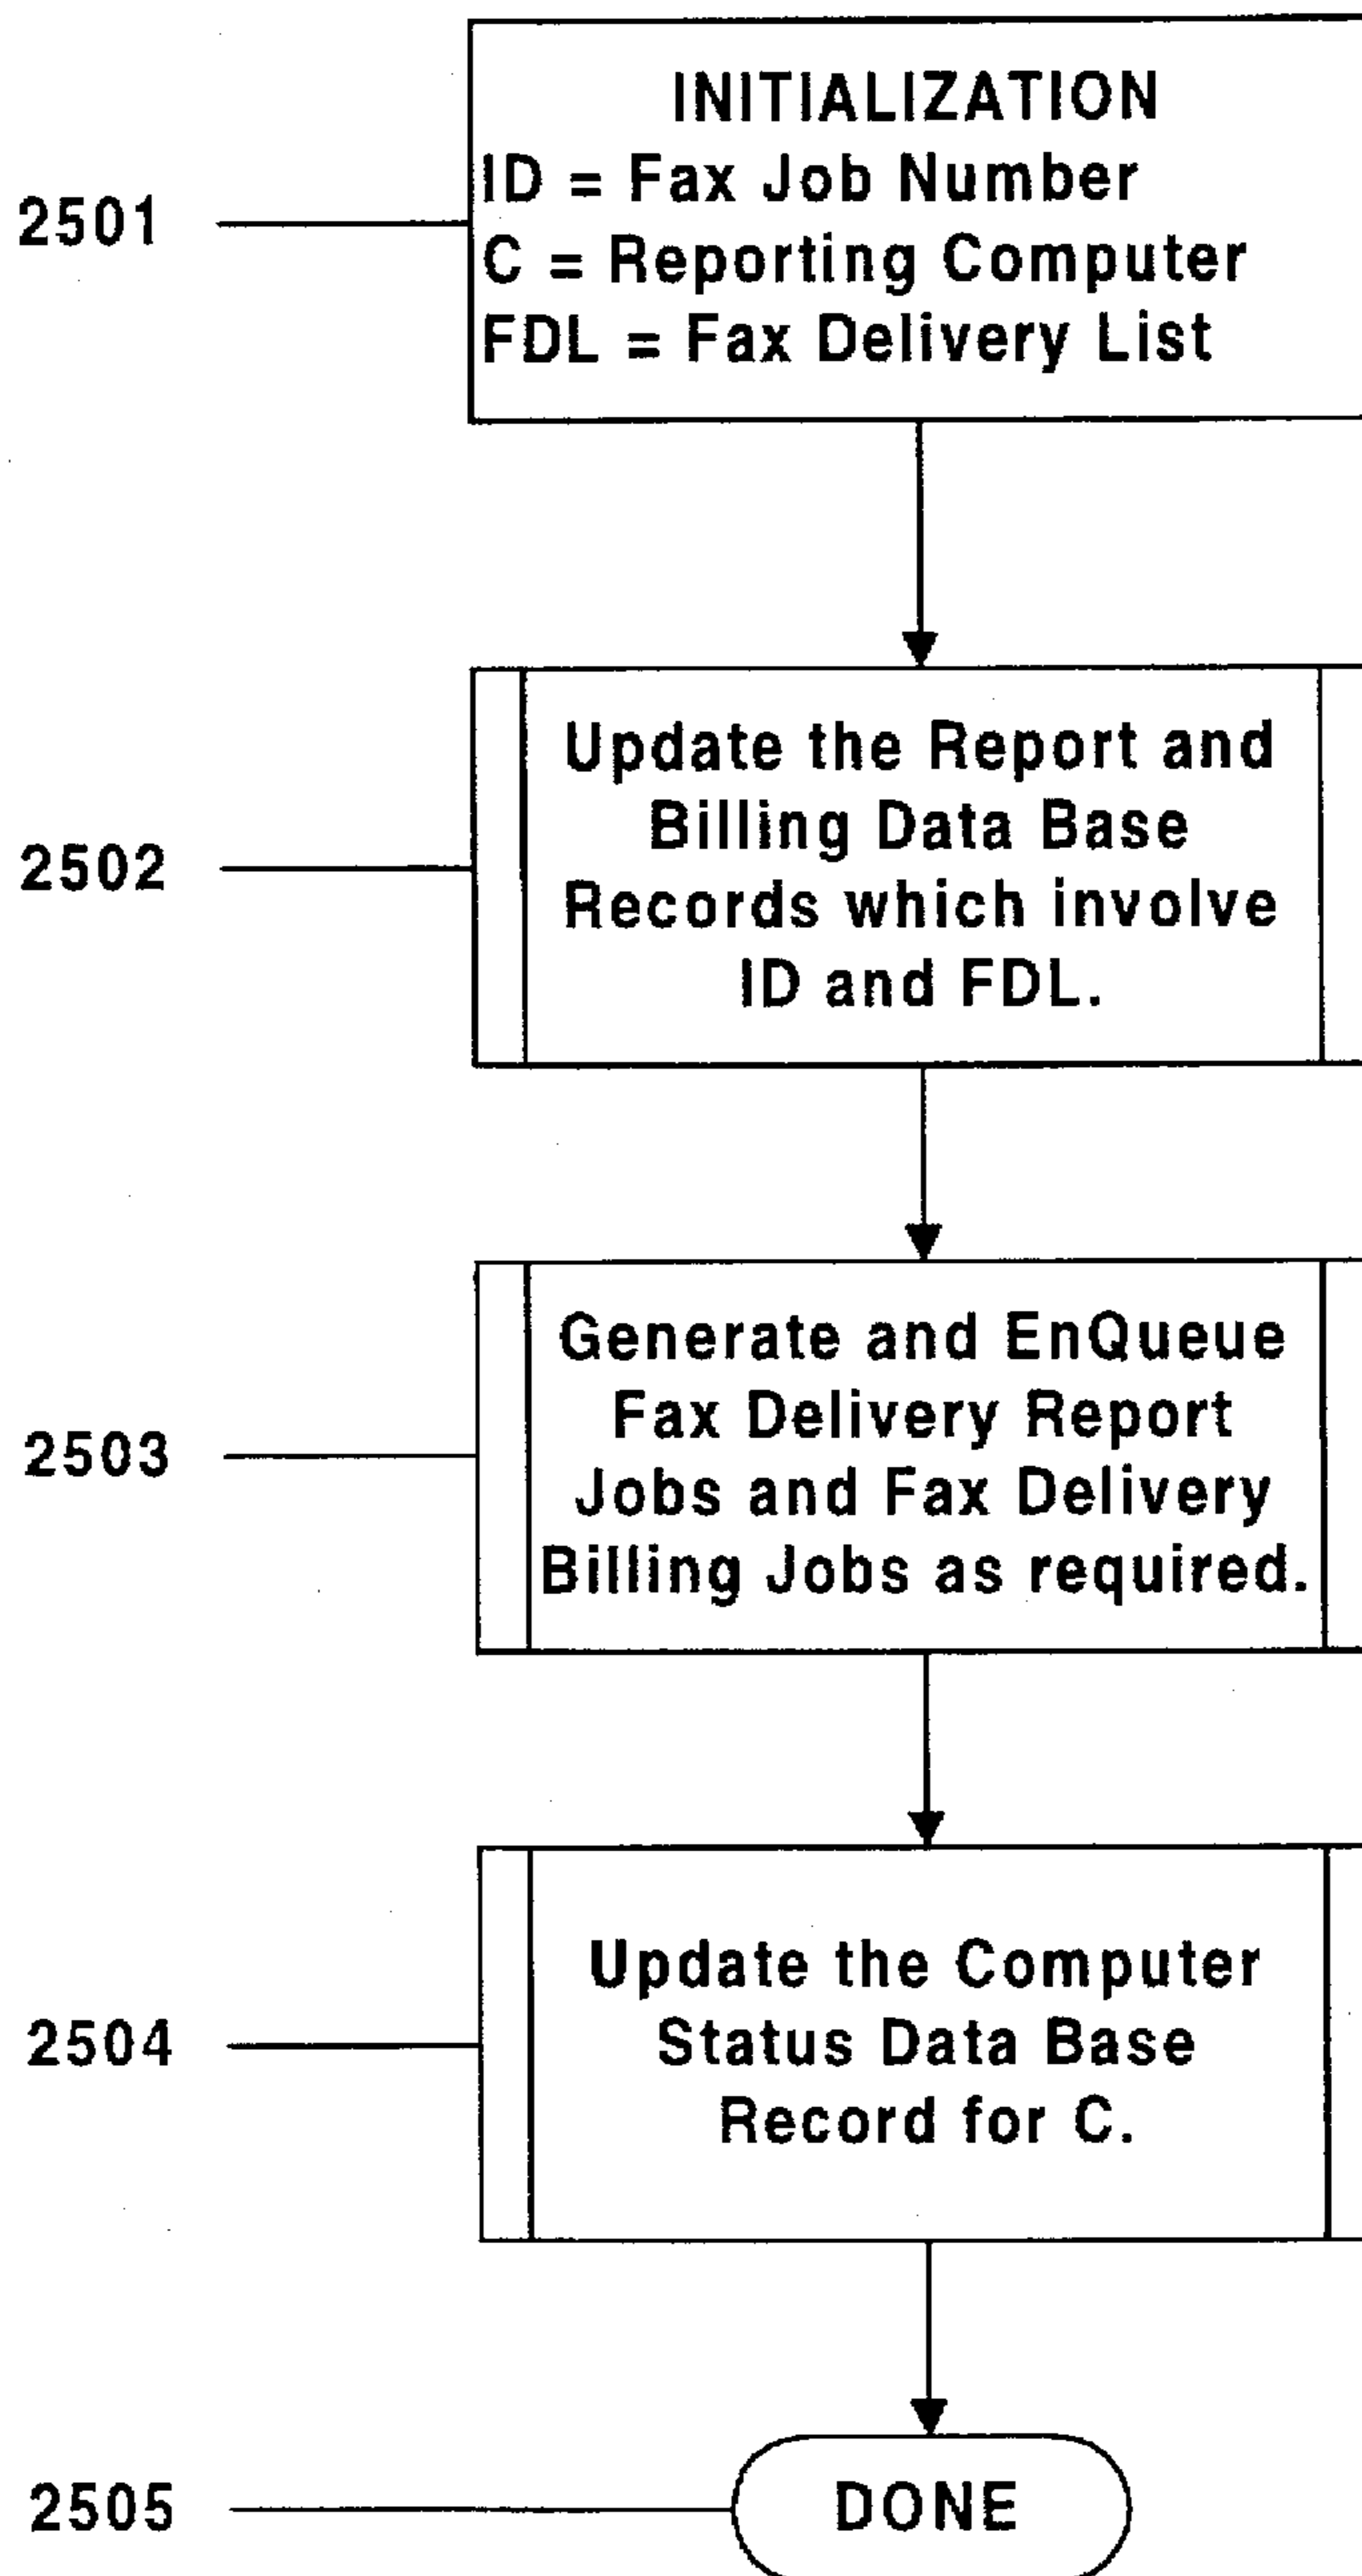 INITIALIZATION
ID = Fax Job Number
2501
C = Reporting Computer
FDL = Fax Delivery List
Update the Report and
Billing Data Base
2502
Records which involve
ID and FDL.
Generate and EnQueue
Fax Delivery Report
2503
Jobs and Fax Delivery
Billing Jobs as required.
Update the Computer
2504
Status Data Base
Record for C.
2505
DONE